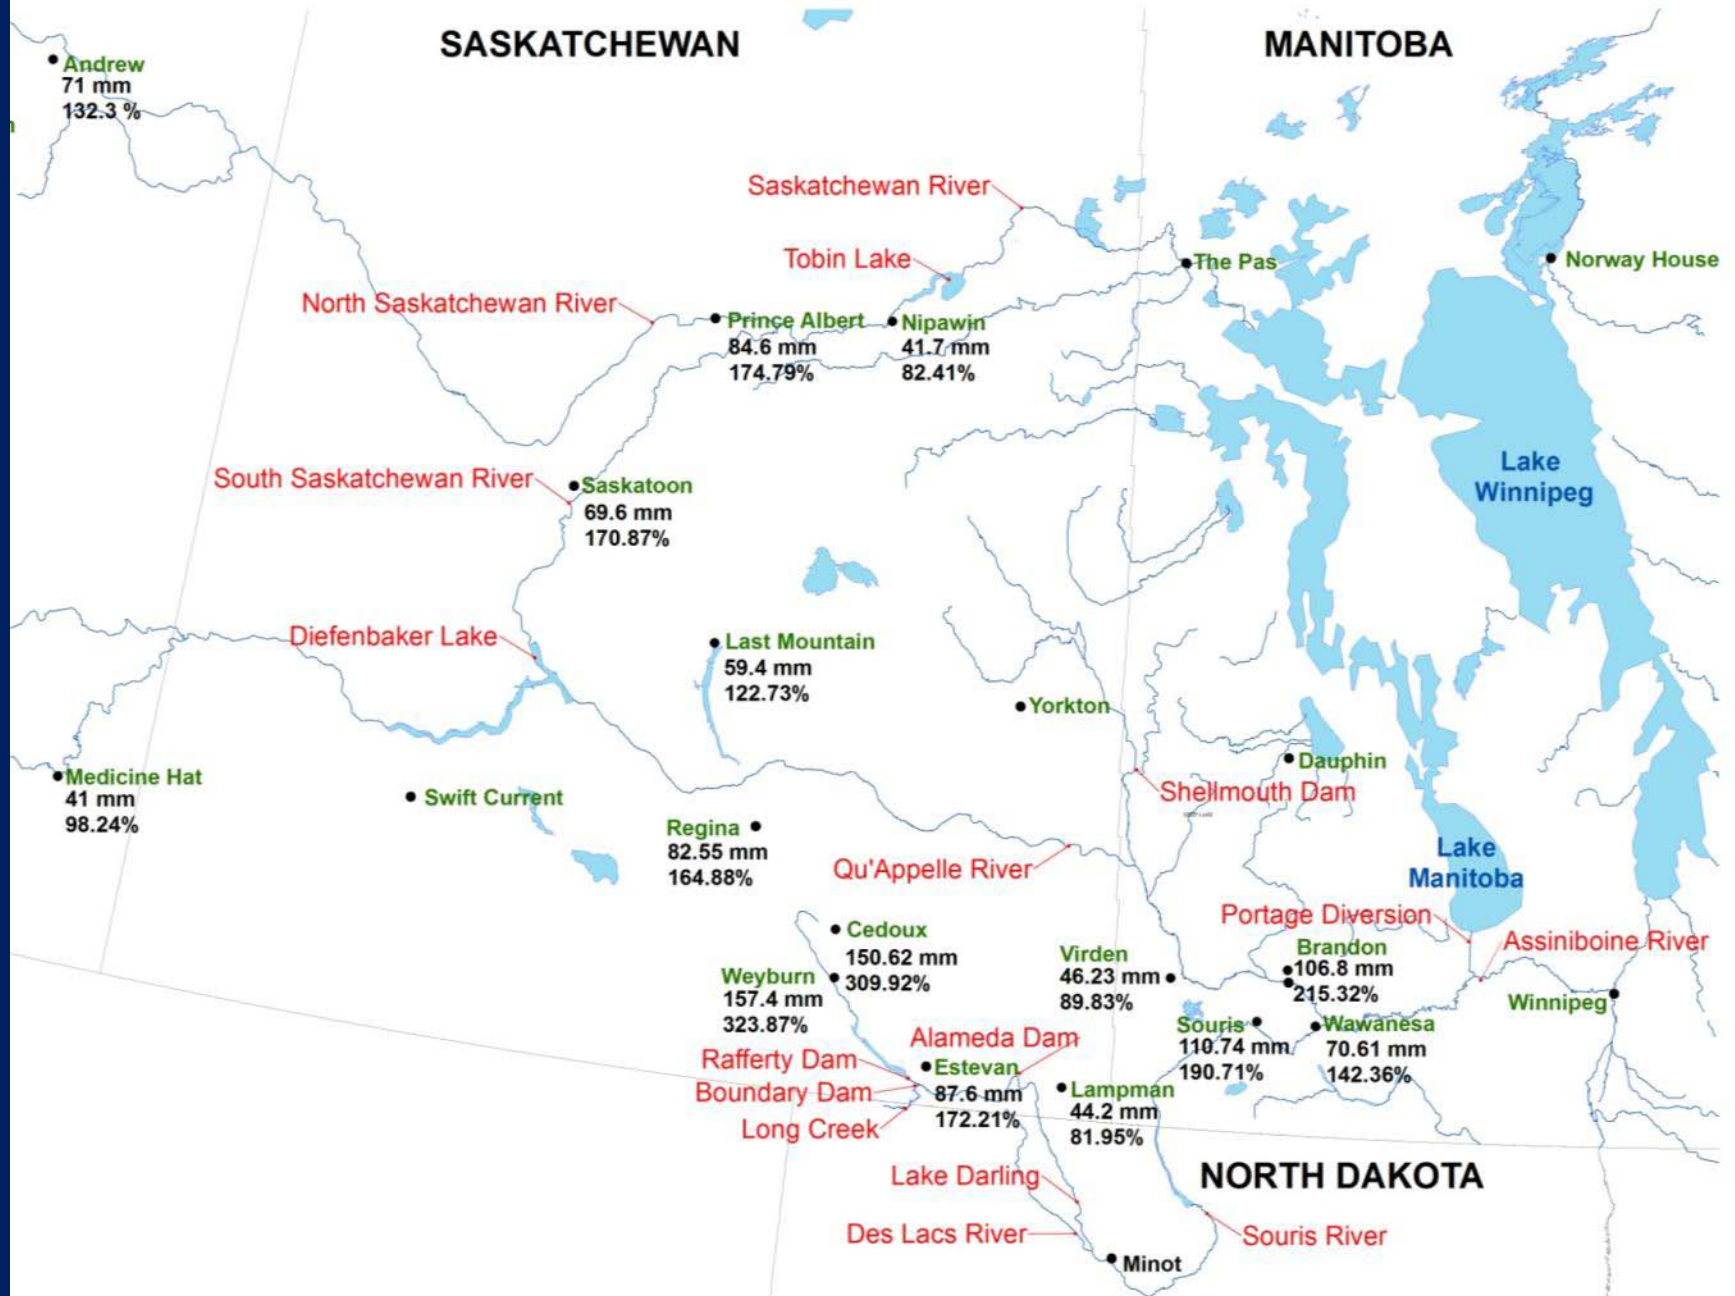 SASKATCHEWAN
MANITOBA
Andrew
71 mm
132.3 %
Saskatchewan River
Tobin Lake
The Pas
Norway House
North Saskatchewan River
Prince Albert
84.6 mm
174.79%
Nipawin
41.7 mm
82.41%
Lake
Winnipeg
South Saskatchewan River
Saskatoon
69.6 mm
170.87%
Diefenbaker Lake
Last Mountain
59.4 mm
122.73%
Yorkton
Dauphin
Shellmouth Dam
Medicine Hat
41 mm
98.24%
Swift Current
Regina
82.55 mm
164.88%
Qu'Appelle River
Lake
Manitoba
Portage Diversion
Assiniboine River
Cedoux
150.62 mm
309.92%
Weyburn
157.4 mm
323.87%
Virden
46.23 mm
89.83%
Brandon
106.8 mm
215.32%
Winnipeg
Souris
110.74 mm
190.71%
Wawanesa
70.61 mm
142.36%
Alameda Dam
Rafferty Dam
Boundary Dam
Long Creek
Estevan
87.6 mm
172.21%
Lampman
44.2 mm
81.95%
NORTH DAKOTA
Lake Darling
Des Lacs River
Souris River
Minot